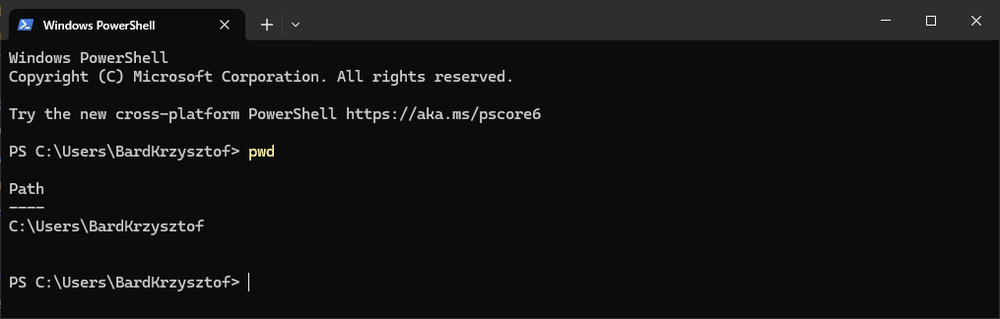 Windows PowerShell
Windows PowerShell
Copyright (C) Microsoft Corporation. All rights reserved.
Try the new cross-platform PowerShell https://aka.ms/pscore6
PS C:\Users\BardKrzysztof> pwd
Path
----
C:\Users\BardKrzysztof
PS C:\Users\BardKrzysztof>